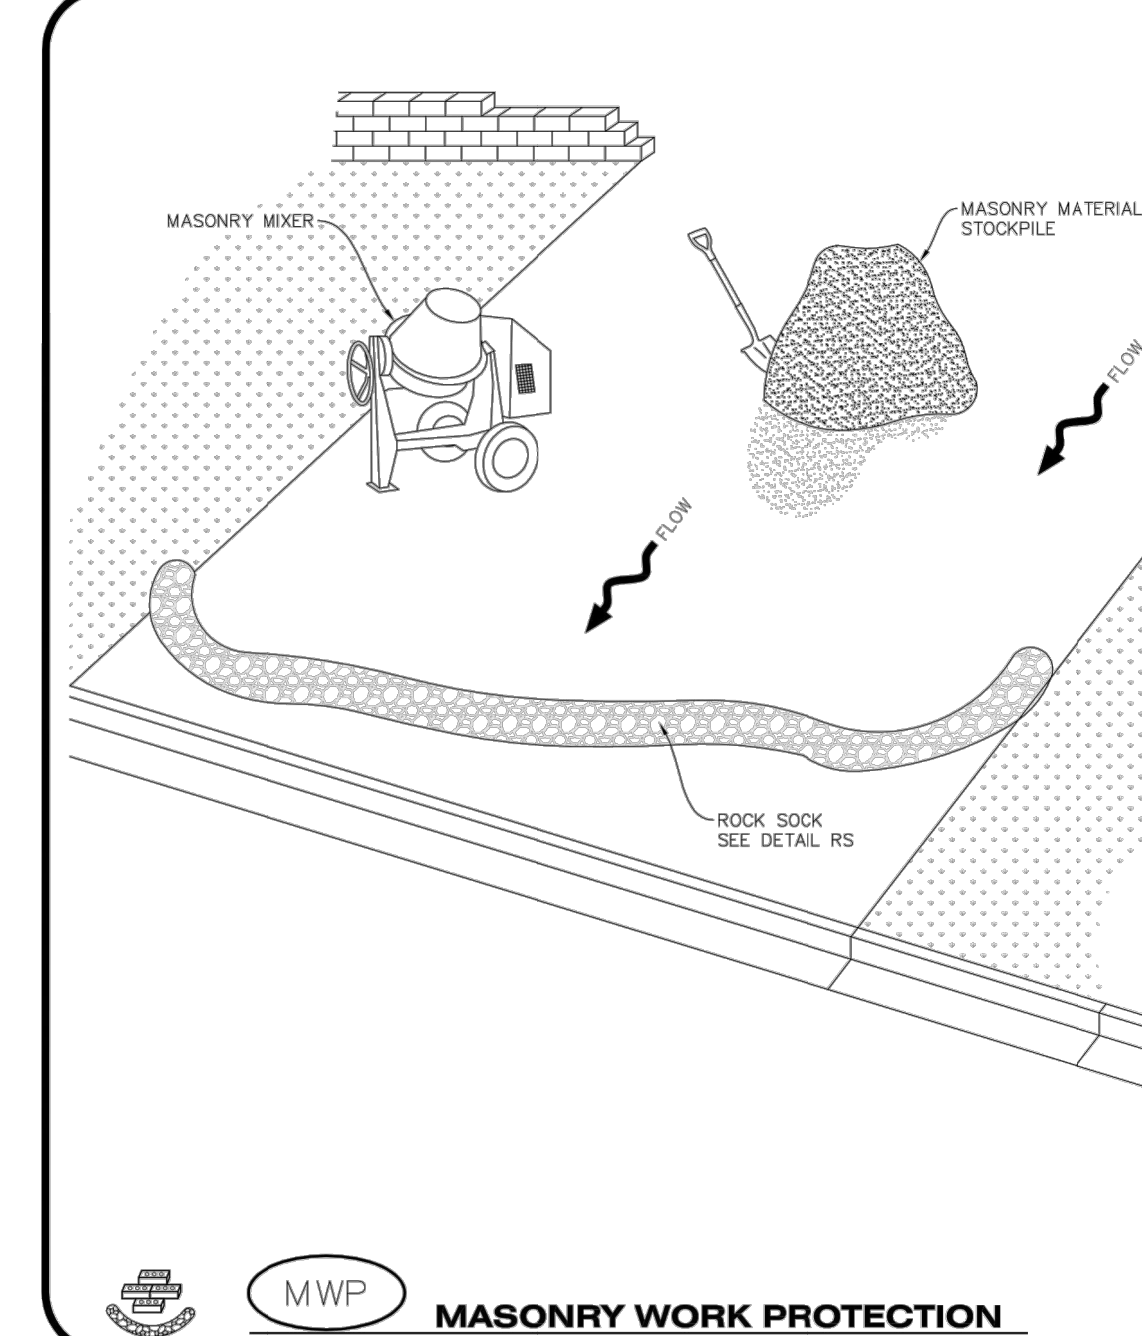 MASONRY MIXER
MASONRY MATERIAL
STOCKPILE
FLOW
FLOW
ROCK SOCK
SEE DETAIL RS
MWP
MASONRY WORK PROTECTION